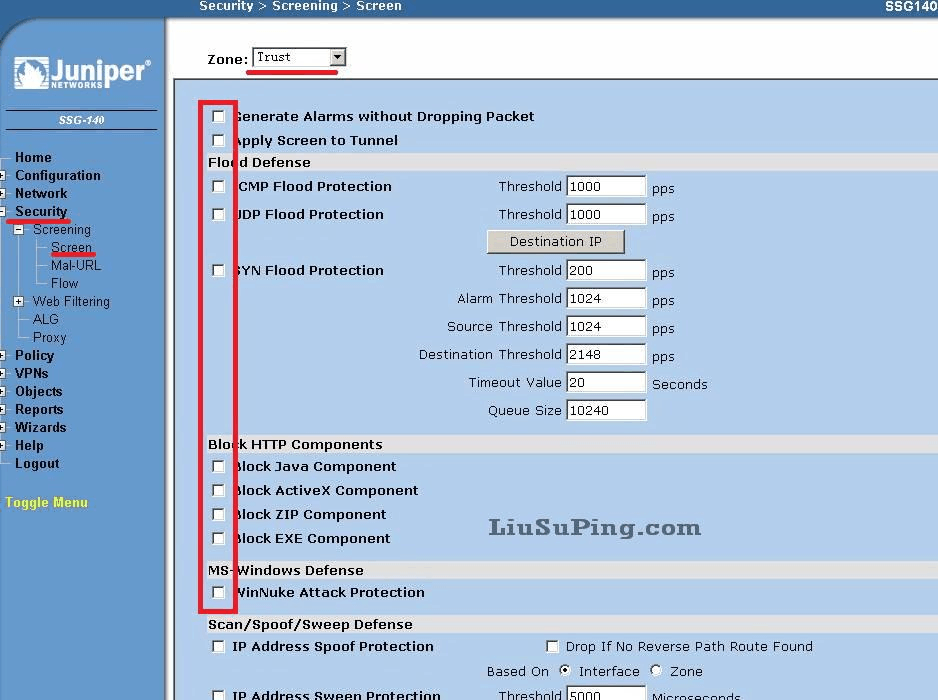 Security > Screening > Screen
SSG140
Zone: Trust
Juniper
NETWORKS
SSG-140
Home
Configuration
Network
Security
Screening
Screen
Mal-URL
Flow
Web Filtering
ALG
Proxy
Policy
VPNs
Objects
Reports
Wizards
Help
Logout
Toggle Menu
Generate Alarms without Dropping Packet
Apply Screen to Tunnel
Flood Defense
ICMP Flood Protection Threshold 1000 pps
UDP Flood Protection Threshold 1000 pps
Destination IP
SYN Flood Protection Threshold 200 pps
Alarm Threshold 1024 pps
Source Threshold 1024 pps
Destination Threshold 2148 pps
Timeout Value 20 Seconds
Queue Size 10240
Block HTTP Components
Block Java Component
Block ActiveX Component
Block ZIP Component
Block EXE Component
LiuSuPing.com
MS-Windows Defense
WinNuke Attack Protection
Scan/Spoof/Sweep Defense
IP Address Spoof Protection Drop If No Reverse Path Route Found
Based On Interface Zone
IP Address Sweep Protection Threshold 5000 Microseconds